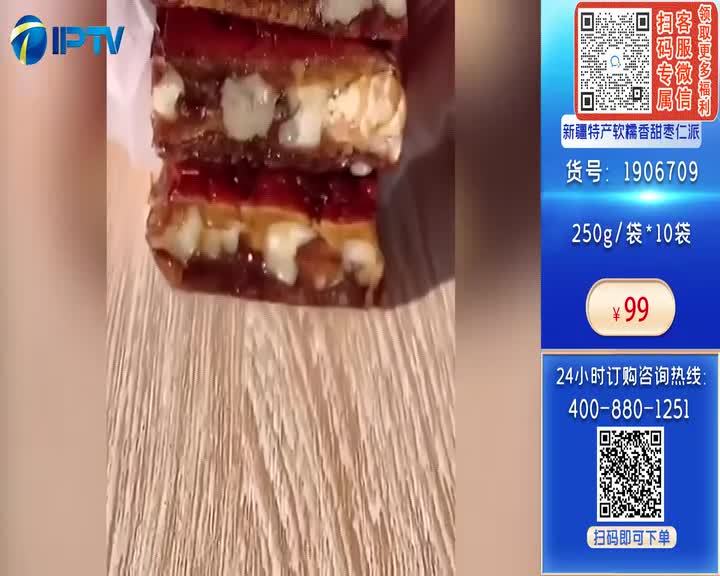 IPTV
扫码专属
客服微信
领取更多福利
新疆特产软糯香甜枣仁派
货号: 1906709
250g/袋*10袋
¥99
24小时订购咨询热线:
400-880-1251
扫码即可下单